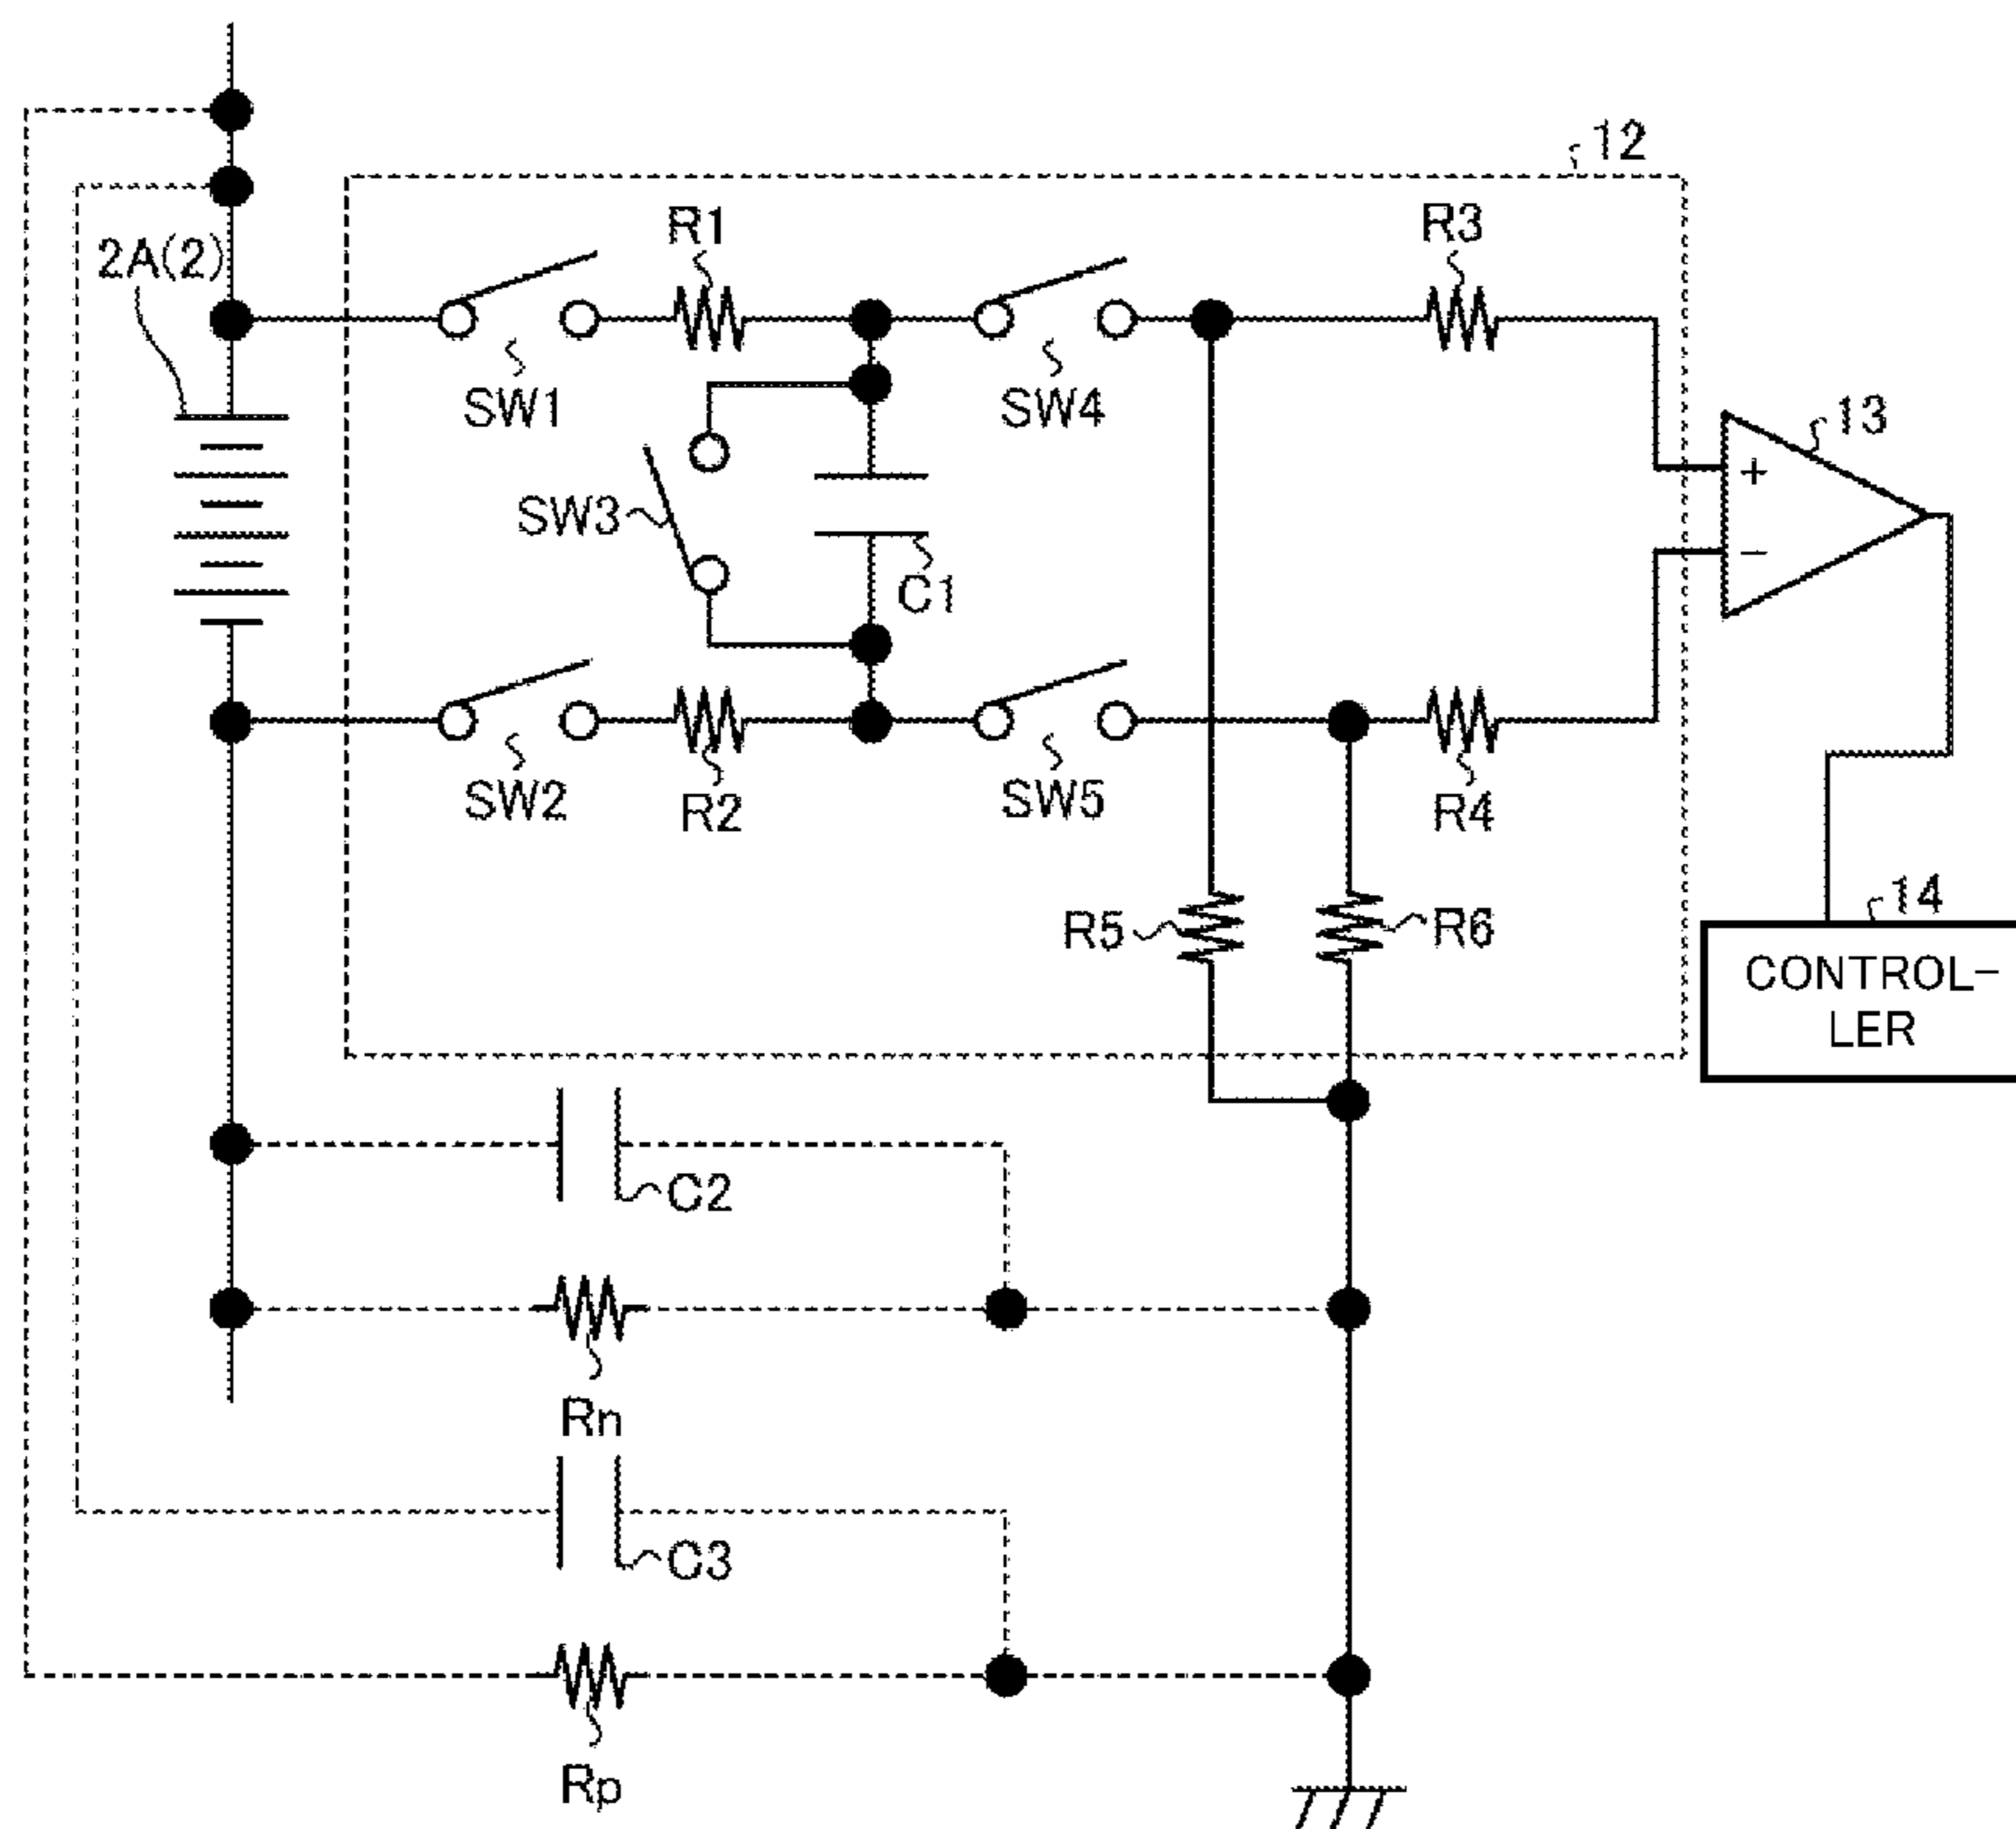 12
R1
R3
2A(2)
SW1
SW4
13
+
SW3
−
C1
SW2
R2
SW5
R4
14
R5
R6
CONTROL−
LER
C2
Rn
C3
Rp